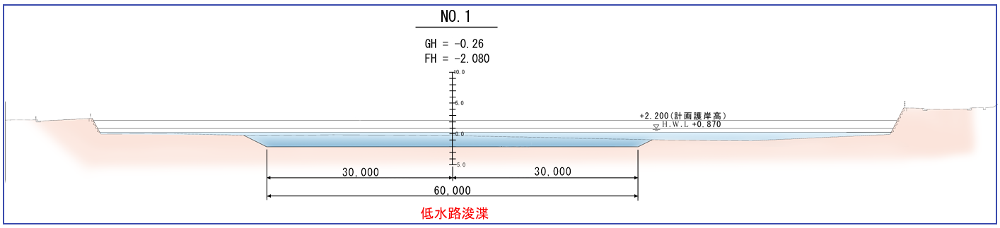 NO.1
GH = -0.26
FH = -2.080
10.0
5.0
+2.200(計画護岸高)
H.W.L +0.870
0.0
-5.0
30,000
30,000
60,000
低水路浚渫